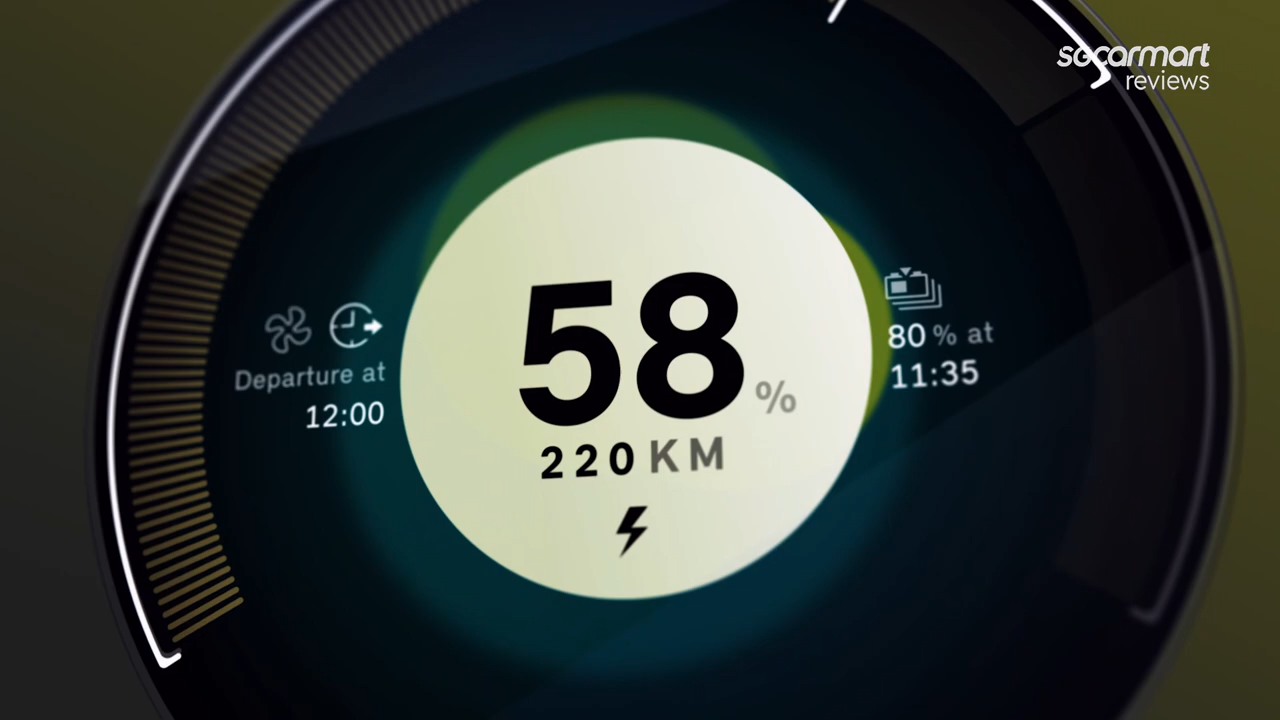 sgcarmart
reviews
58%
220 KM
Departure at
12:00
80% at
11:35